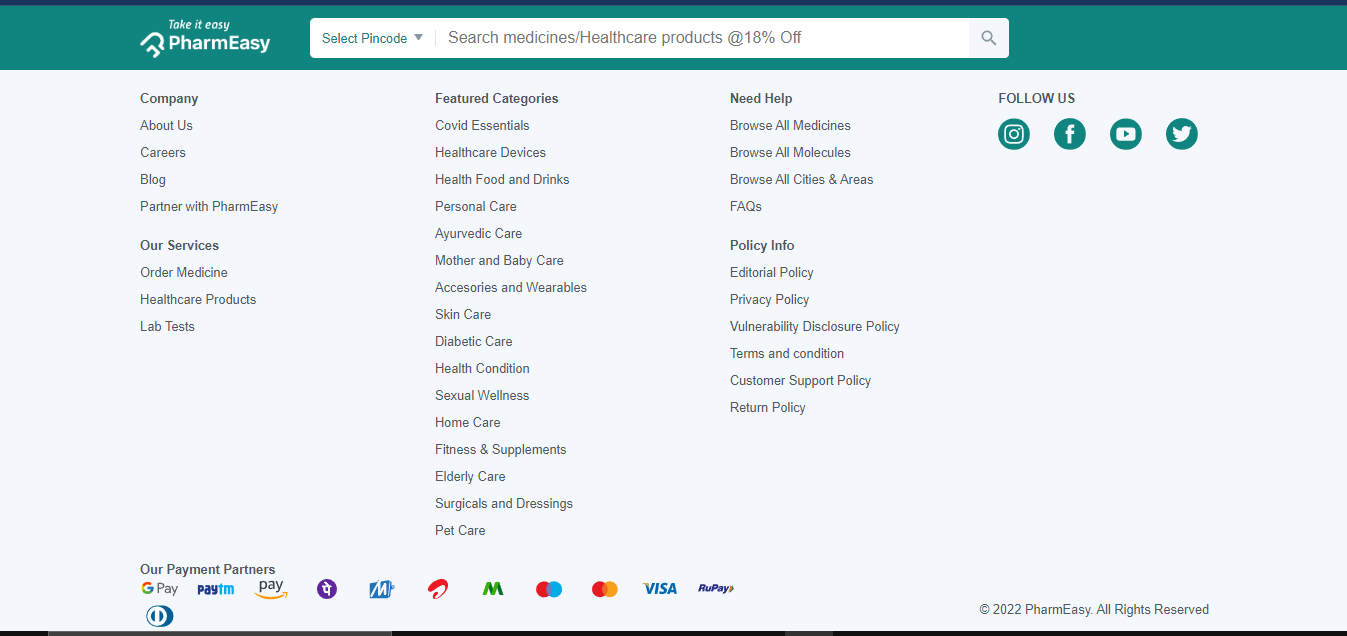 Take it easy
PharmEasy
Select Pincode
Search medicines/Healthcare products @18% Off
Company
About Us
Careers
Blog
Partner with PharmEasy
Our Services
Order Medicine
Healthcare Products
Lab Tests
Featured Categories
Covid Essentials
Healthcare Devices
Health Food and Drinks
Personal Care
Ayurvedic Care
Mother and Baby Care
Accesories and Wearables
Skin Care
Diabetic Care
Health Condition
Sexual Wellness
Home Care
Fitness & Supplements
Elderly Care
Surgicals and Dressings
Pet Care
Need Help
Browse All Medicines
Browse All Molecules
Browse All Cities & Areas
FAQs
Policy Info
Editorial Policy
Privacy Policy
Vulnerability Disclosure Policy
Terms and condition
Customer Support Policy
Return Policy
FOLLOW US
Our Payment Partners
G Pay paytm pay पे M VISA RuPay
© 2022 PharmEasy. All Rights Reserved